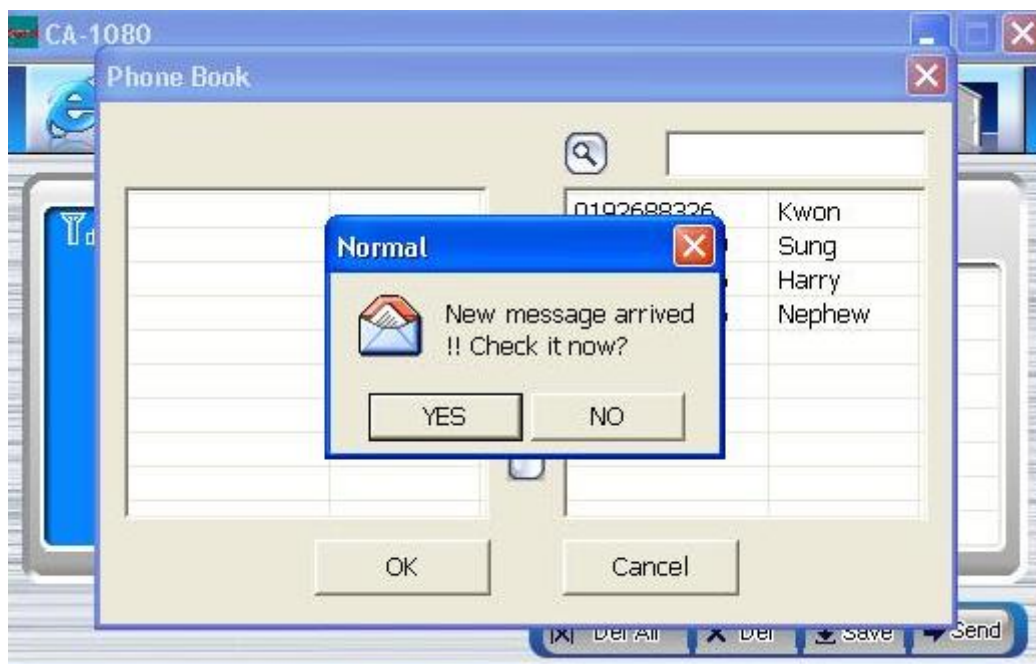 CA-1080
Phone Book
0192688326 Kwon
Sung
Harry
Nephew
Normal
New message arrived
!! Check it now?
YES NO
OK Cancel
Del All Del Save Send